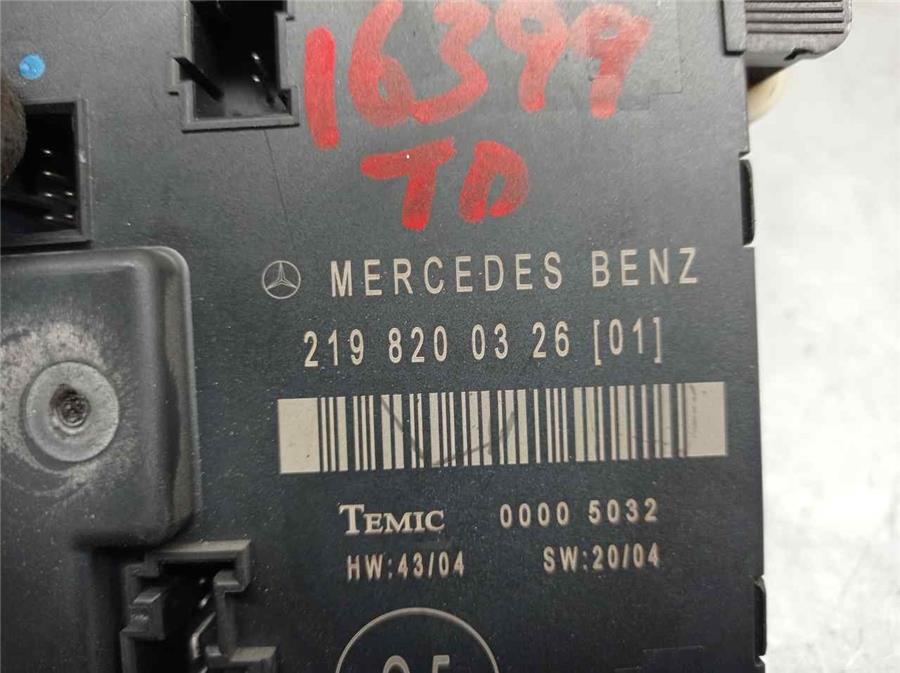 16399
TD
MERCEDES BENZ
219 820 03 26 [01]
TEMIC 0000 5032
HW:43/04 SW:20/04